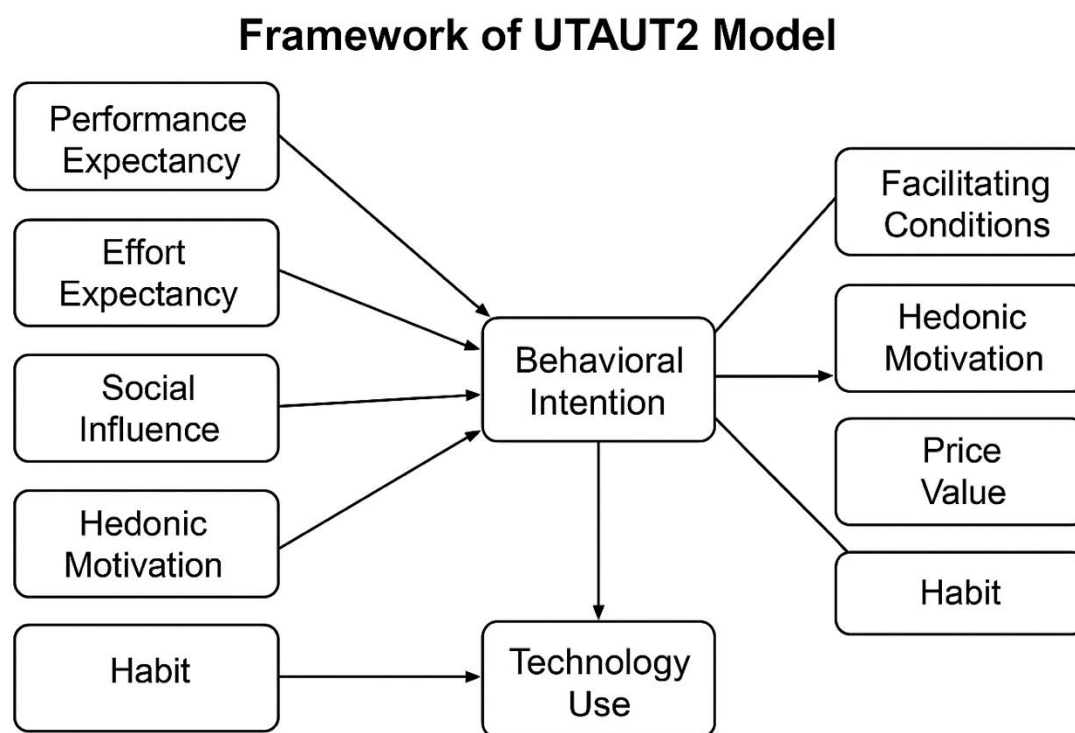 Framework of UTAUT2 Model
Performance
Expectancy
Effort
Expectancy
Social
Influence
Hedonic
Motivation
Habit
Behavioral
Intention
Technology
Use
Facilitating
Conditions
Hedonic
Motivation
Price
Value
Habit